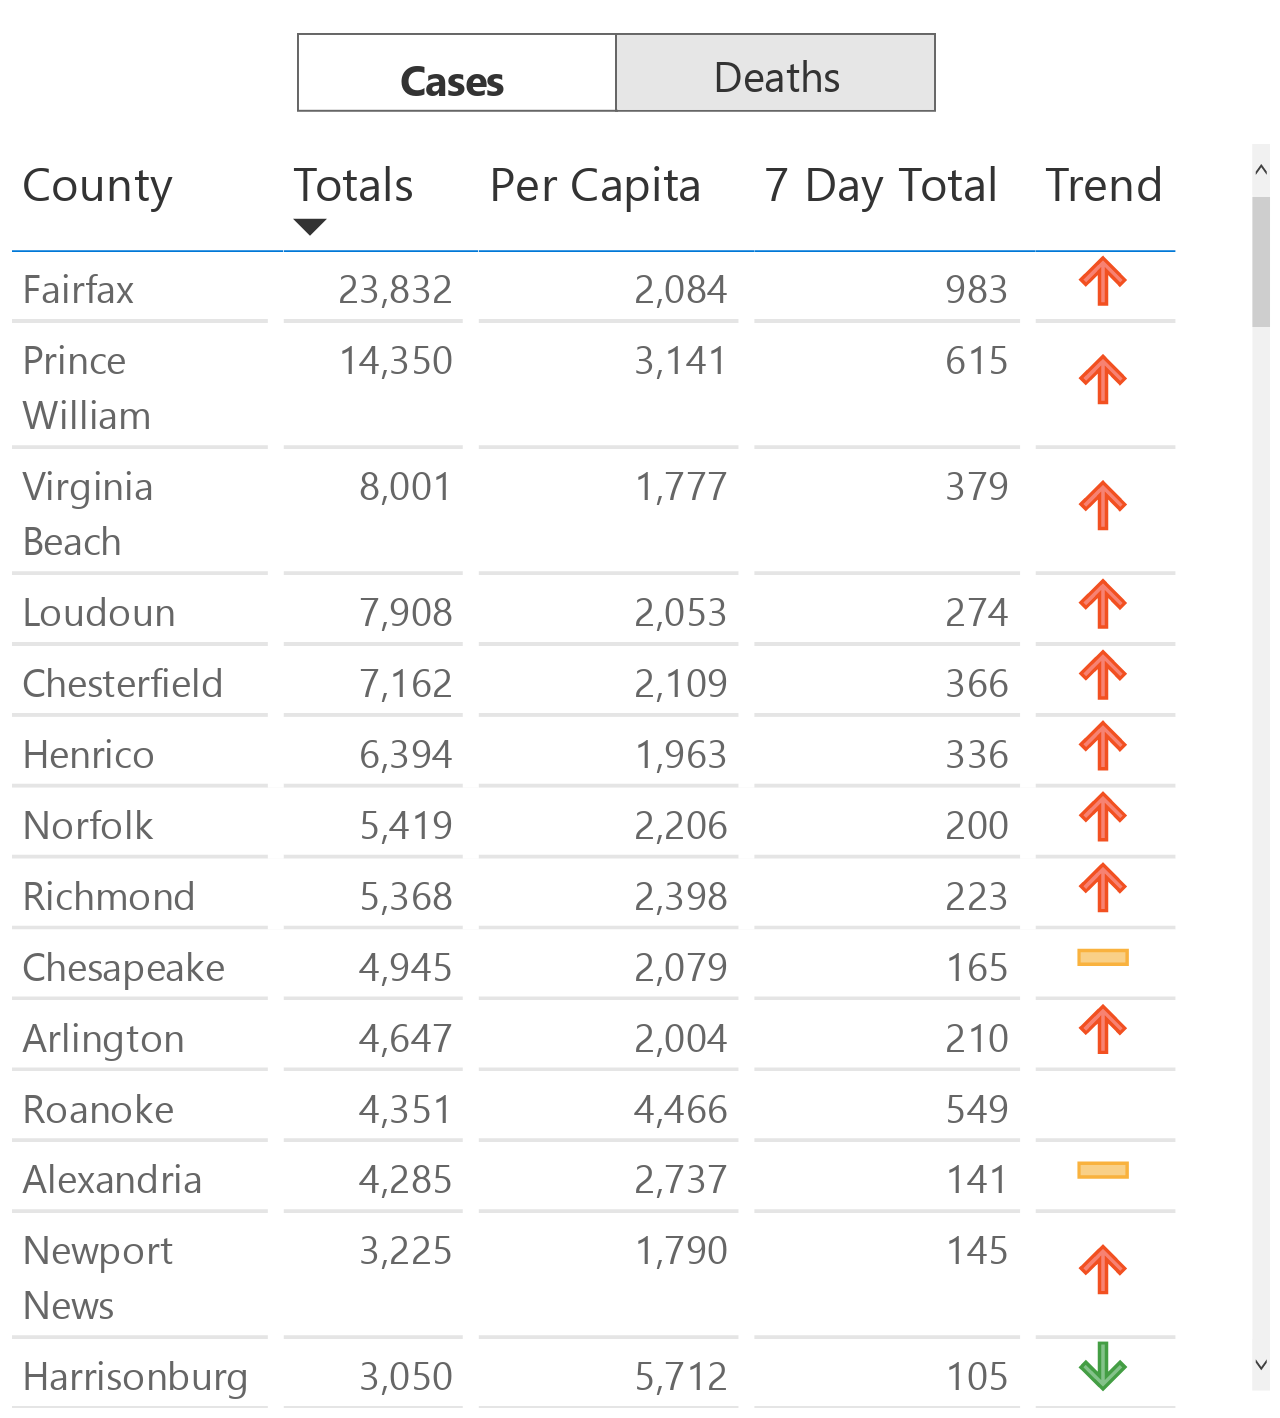 Cases Deaths
County Totals Per Capita 7 Day Total Trend
Fairfax 23,832 2,084 983
Prince 14,350 3,141 615
William
Virginia 8,001 1,777 379
Beach
Loudoun 7,908 2,053 274
Chesterfield 7,162 2,109 366
Henrico 6,394 1,963 336
Norfolk 5,419 2,206 200
Richmond 5,368 2,398 223
Chesapeake 4,945 2,079 165
Arlington 4,647 2,004 210
Roanoke 4,351 4,466 549
Alexandria 4,285 2,737 141
Newport 3,225 1,790 145
News
Harrisonburg 3,050 5,712 105